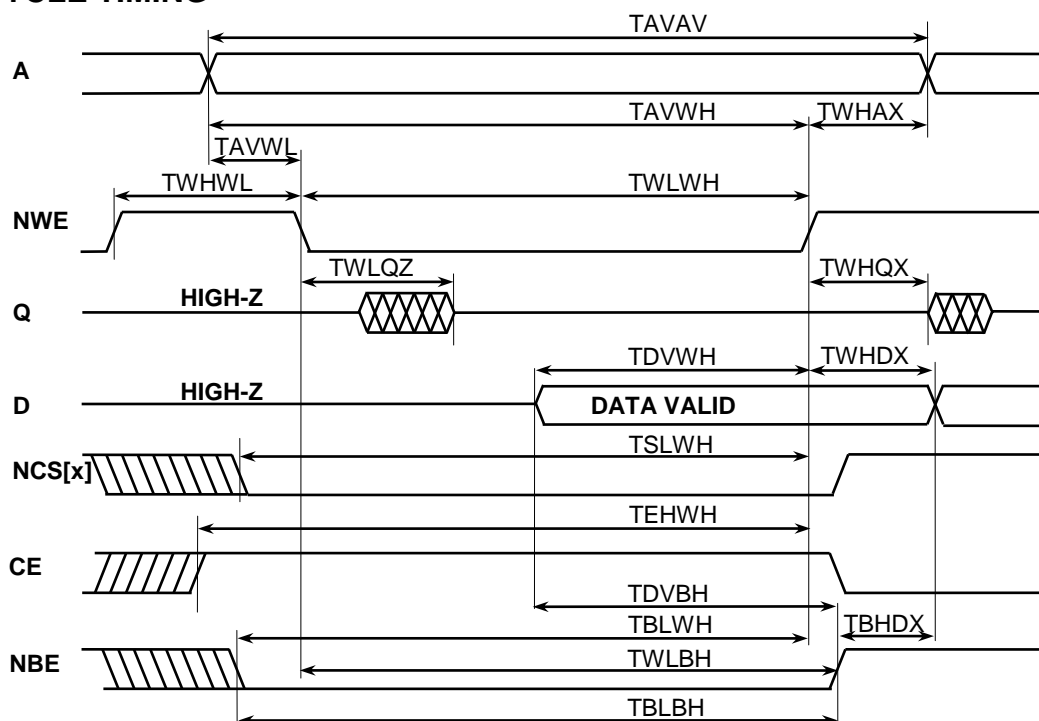 TAVAV
A
TAVWH TWHAX
TAVWL
TWHWL TWLWH
NWE
TWLQZ TWHQX
HIGH-Z
Q
TDVWH TWHDX
HIGH-Z
D DATA VALID
TSLWH
NCS[x]
TEHWH
CE
TDVBH
TBLWH TBHDX
NBE TWLBH
TBLBH